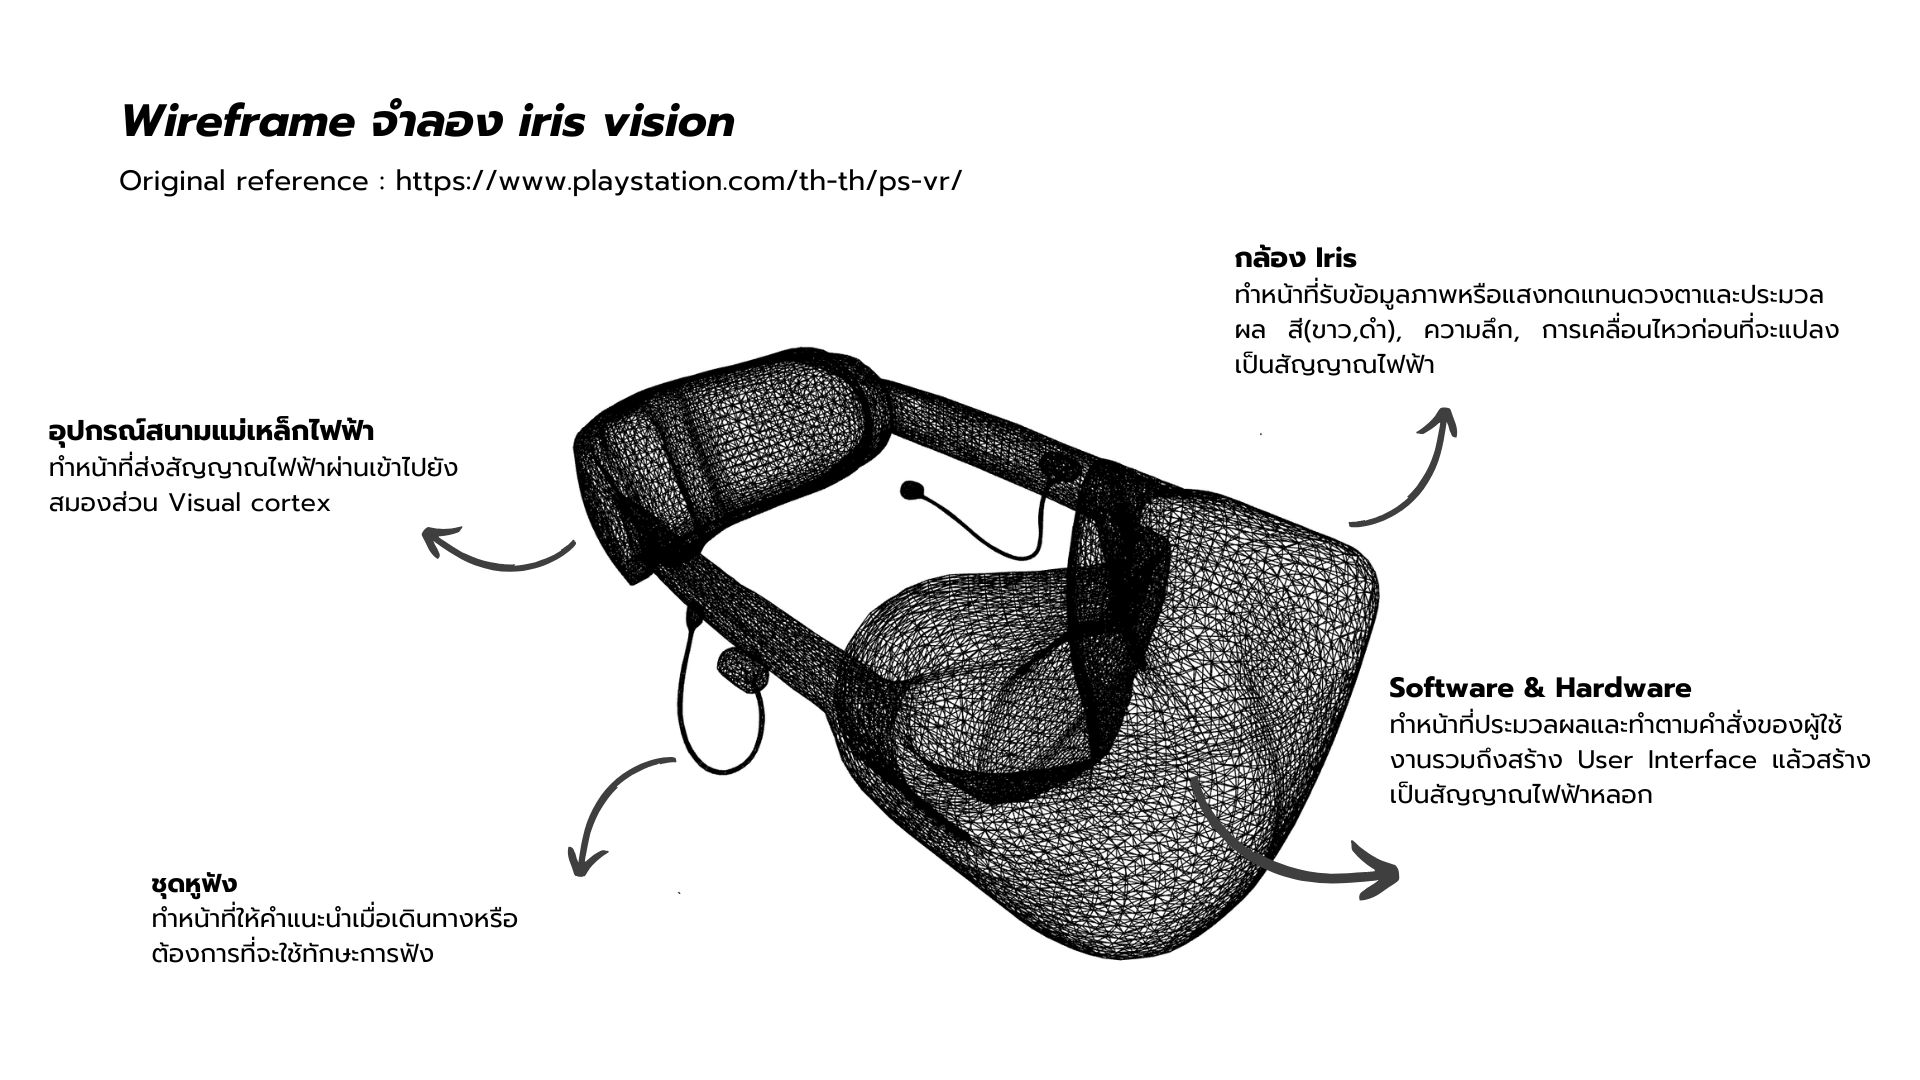 Wireframe จำลอง iris vision
Original reference : https://www.playstation.com/th-th/ps-vr/
กล้อง Iris
ทำหน้าที่รับข้อมูลภาพหรือแสงทดแทนดวงตาและประมวล
ผล สี(ขาว,ดำ), ความลึก, การเคลื่อนไหวก่อนที่จะแปลง
เป็นสัญญาณไฟฟ้า
อุปกรณ์สนามแม่เหล็กไฟฟ้า
ทำหน้าที่ส่งสัญญาณไฟฟ้าผ่านเข้าไปยัง
สมองส่วน Visual cortex
Software & Hardware
ทำหน้าที่ประมวลผลและทำตามคำสั่งของผู้ใช้
งานรวมถึงสร้าง User Interface แล้วสร้าง
เป็นสัญญาณไฟฟ้าหลอก
ชุดหูฟัง
ทำหน้าที่ให้คำแนะนำเมื่อเดินทางหรือ
ต้องการที่จะใช้ทักษะการฟัง